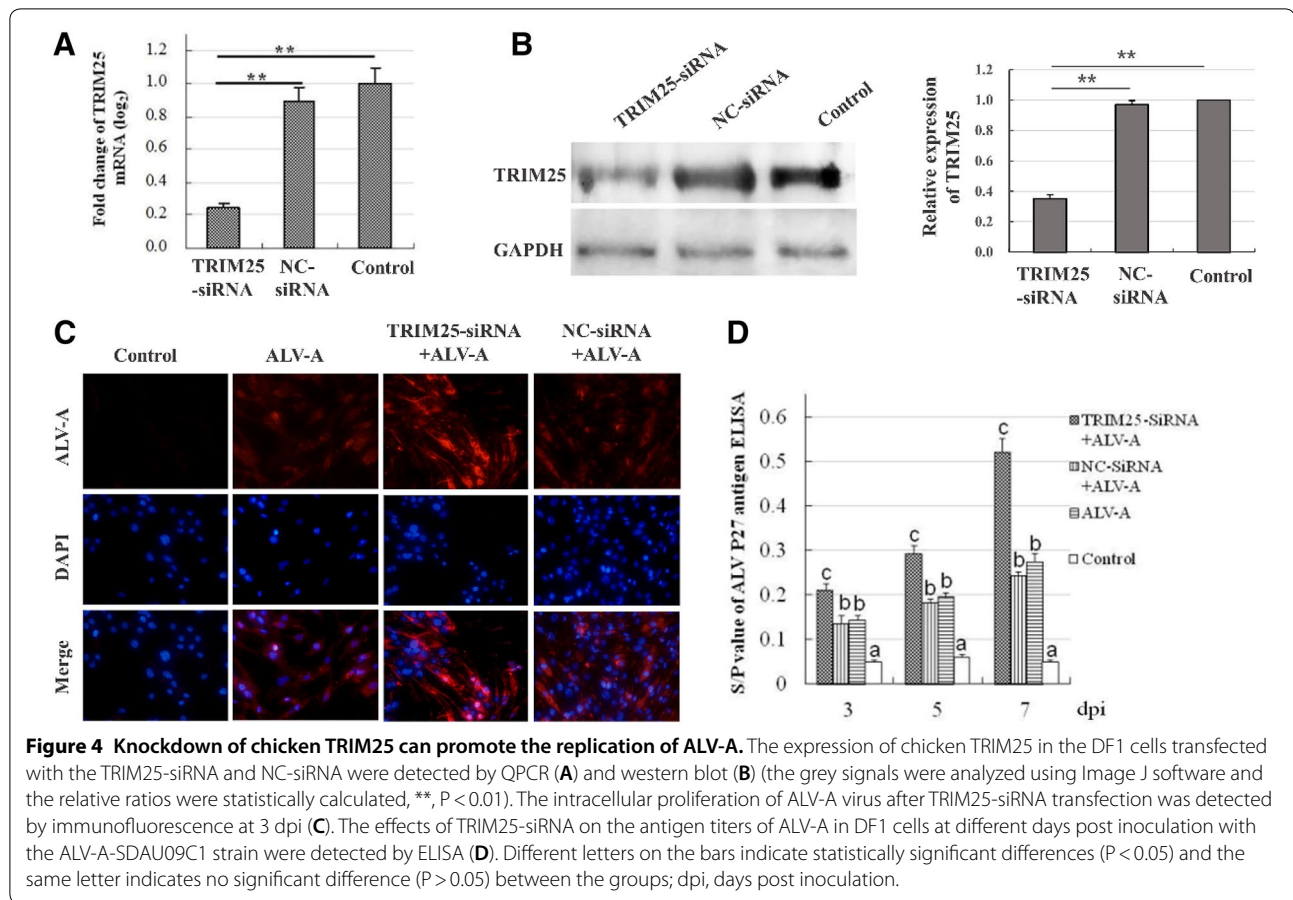 A
Fold change of TRIM25
mRNA (log2)
1.2
1.0
0.8
0.6
0.4
0.2
0.0
**
**
TRIM25
-siRNA
NC-
siRNA
Control
B
TRIM25-siRNA
NC-siRNA
Control
TRIM25
GAPDH
Relative expression
of TRIM25
1.2
1.0
0.8
0.6
0.4
0.2
0.0
**
**
TRIM25
-siRNA
NC-
siRNA
Control
C
Control
ALV-A
TRIM25-siRNA
+ALV-A
NC-siRNA
+ALV-A
ALV-A
DAPI
Merge
D
S/P value of ALV P27 antigen ELISA
0.6
0.5
0.4
0.3
0.2
0.1
0
c
b
b
a
c
b
b
a
c
b
b
a
3
5
7
dpi
TRIM25-SiRNA
+ALV-A
NC-SiRNA
+ALV-A
ALV-A
Control
Figure 4 Knockdown of chicken TRIM25 can promote the replication of ALV-A. The expression of chicken TRIM25 in the DF1 cells transfected
with the TRIM25-siRNA and NC-siRNA were detected by QPCR (A) and western blot (B) (the grey signals were analyzed using Image J software and
the relative ratios were statistically calculated, **, P < 0.01). The intracellular proliferation of ALV-A virus after TRIM25-siRNA transfection was detected
by immunofluorescence at 3 dpi (C). The effects of TRIM25-siRNA on the antigen titers of ALV-A in DF1 cells at different days post inoculation with
the ALV-A-SDAU09C1 strain were detected by ELISA (D). Different letters on the bars indicate statistically significant differences (P < 0.05) and the
same letter indicates no significant difference (P > 0.05) between the groups; dpi, days post inoculation.